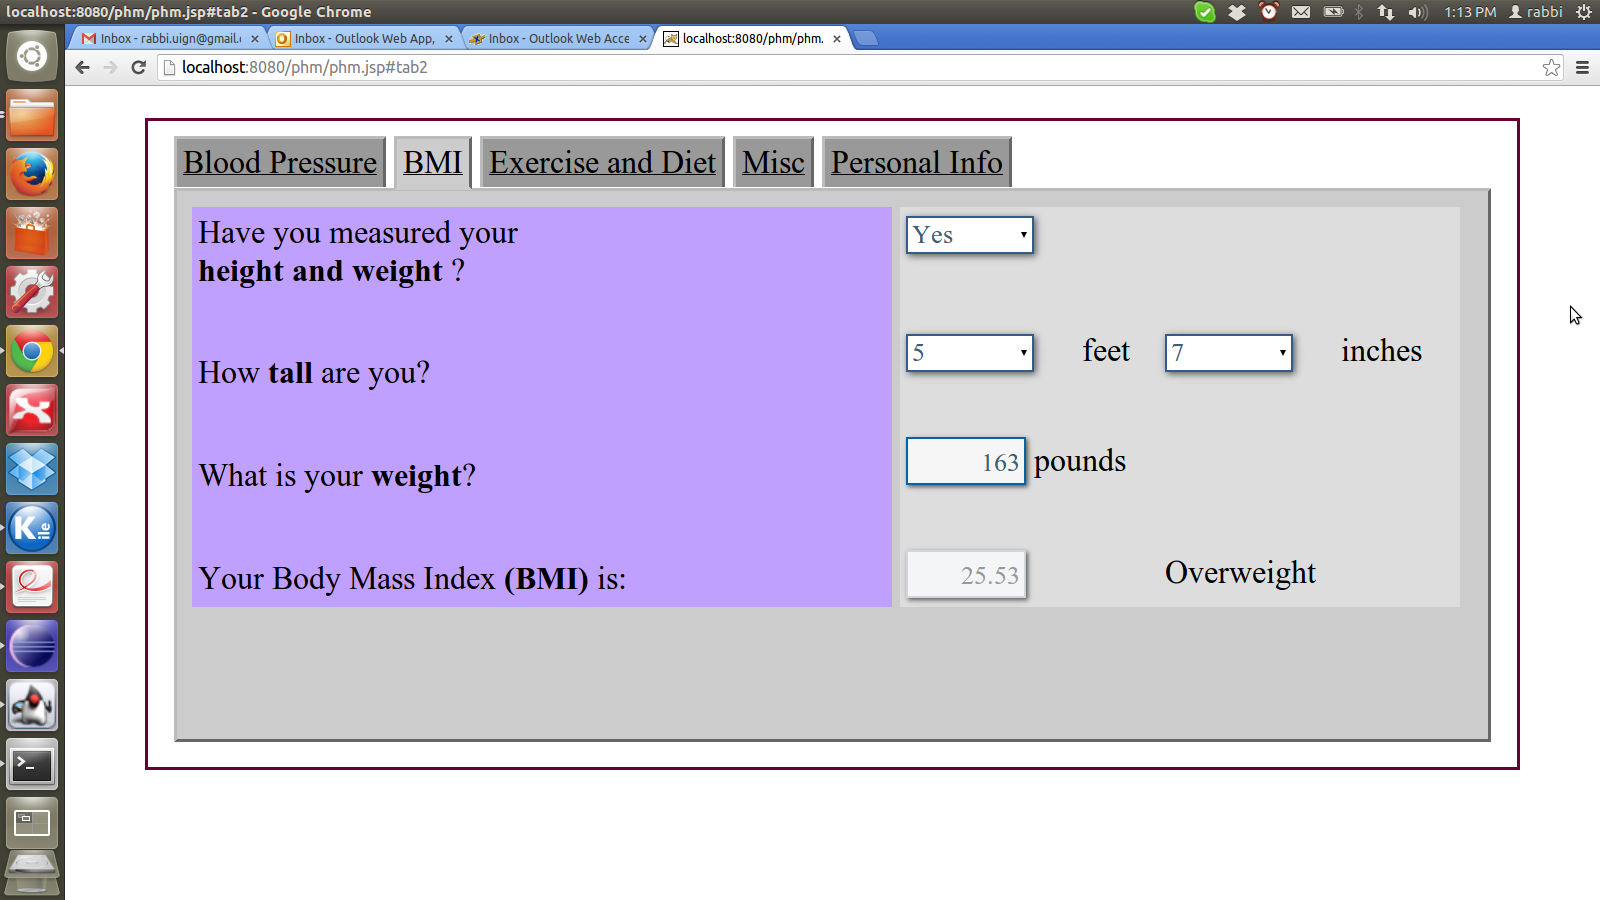 localhost:8080/phm/phm.jsp#tab2 - Google Chrome
1:13 PM rabbi
Inbox - rabbi.uign@gmail.
Inbox - Outlook Web App,
Inbox - Outlook Web Acce
localhost:8080/phm/phm.
localhost:8080/phm/phm.jsp#tab2
Blood Pressure BMI Exercise and Diet Misc Personal Info
Have you measured your
height and weight ?
Yes
How tall are you?
5 feet 7 inches
What is your weight?
163 pounds
Your Body Mass Index (BMI) is:
25.53 Overweight
Kile
>_